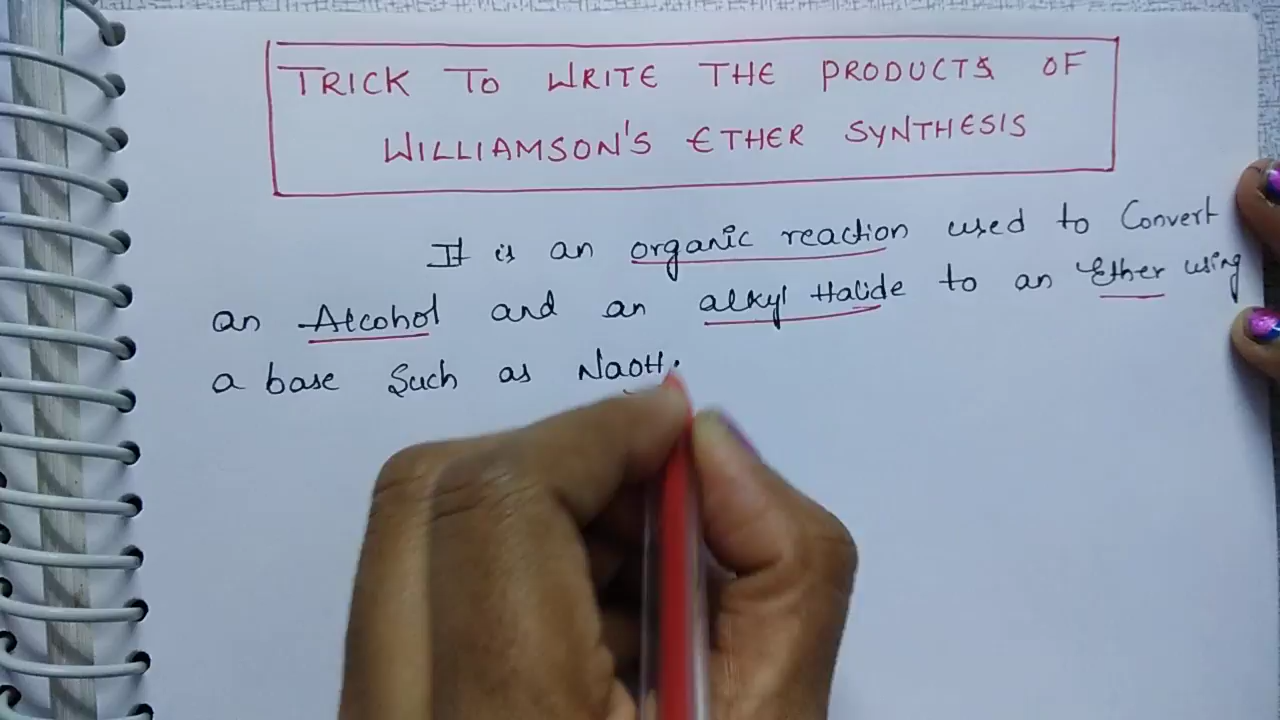 TRICK TO WRITE THE PRODUCTS OF
WILLIAMSON'S ETHER SYNTHESIS
It is an organic reaction used to Convert
an Alcohol and an alkyl Halide to an Ether using
a base Such as NaOH.